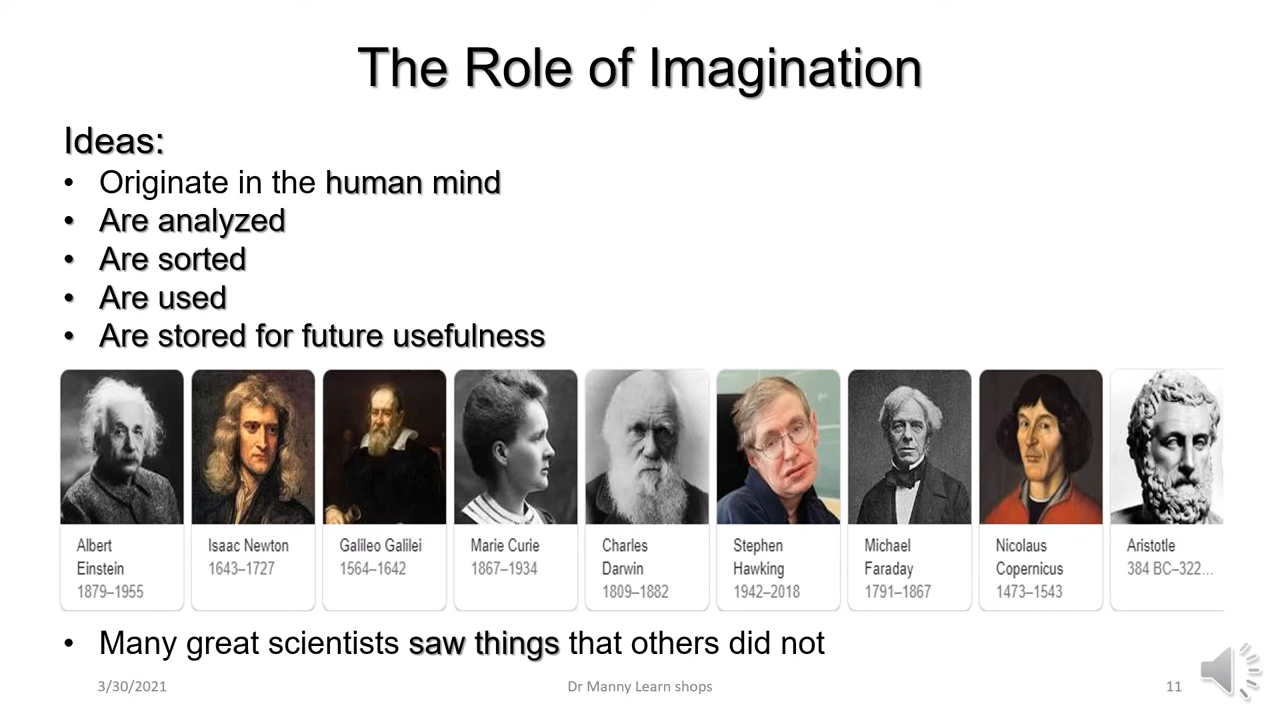 The Role of Imagination
Ideas:
• Originate in the human mind
• Are analyzed
• Are sorted
• Are used
• Are stored for future usefulness
Albert
Einstein
1879–1955
Isaac Newton
1643–1727
Galileo Galilei
1564–1642
Marie Curie
1867–1934
Charles
Darwin
1809–1882
Stephen
Hawking
1942–2018
Michael
Faraday
1791–1867
Nicolaus
Copernicus
1473–1543
Aristotle
384 BC–322...
• Many great scientists saw things that others did not
3/30/2021
Dr Manny Learn shops
11